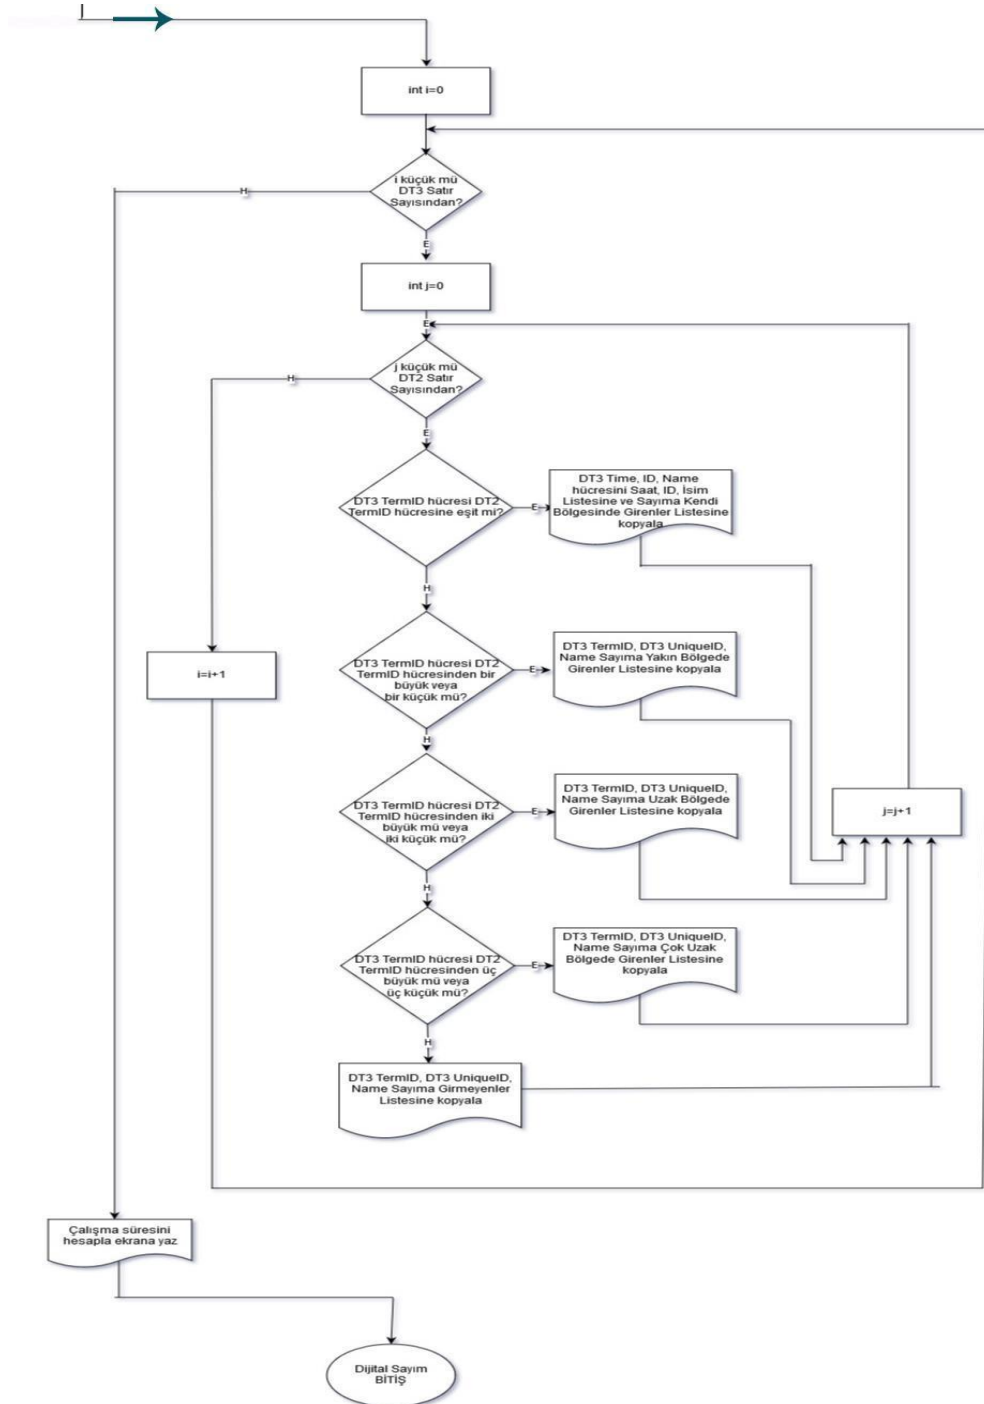 int i=0
i küçük mü
DT3 Satır
Sayısından?
H
E
int j=0
E
j küçük mü
DT2 Satır
Sayısından?
H
E
DT3 TermID hücresi DT2
TermID hücresine eşit mi?
E
DT3 Time, ID, Name
hücresini Saat, ID, İsim
Listesine ve Sayıma Kendi
Bölgesinde Girenler Listesine
kopyala
H
DT3 TermID hücresi DT2
TermID hücresinden bir
büyük veya
bir küçük mü?
E
DT3 TermID, DT3 UniqueID,
Name Sayıma Yakın Bölgede
Girenler Listesine kopyala
i=i+1
H
DT3 TermID hücresi DT2
TermID hücresinden iki
büyük mü veya
iki küçük mü?
E
DT3 TermID, DT3 UniqueID,
Name Sayıma Uzak Bölgede
Girenler Listesine kopyala
j=j+1
H
DT3 TermID hücresi DT2
TermID hücresinden üç
büyük mü veya
üç küçük mü?
E
DT3 TermID, DT3 UniqueID,
Name Sayıma Çok Uzak
Bölgede Girenler Listesine
kopyala
H
DT3 TermID, DT3 UniqueID,
Name Sayıma Girmeyenler
Listesine kopyala
Çalışma süresini
hesapla ekrana yaz
Dijital Sayım
BİTİŞ